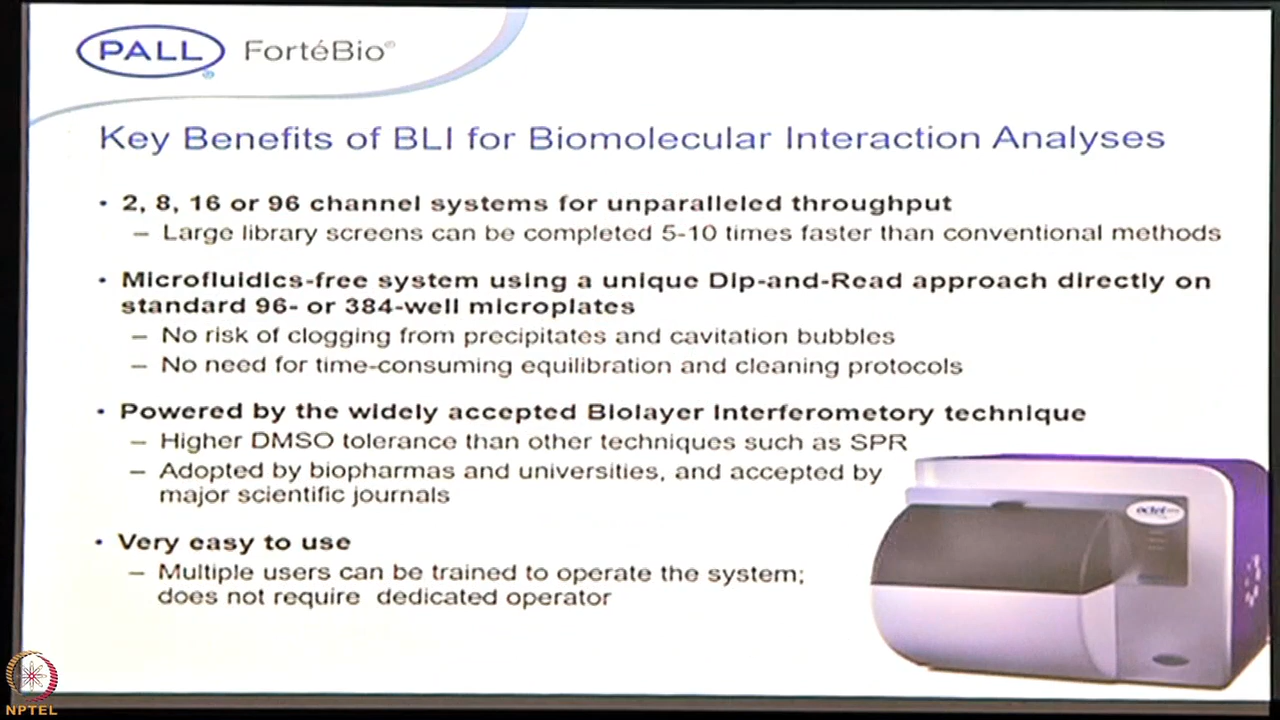 PALL ® FortéBio®
Key Benefits of BLI for Biomolecular Interaction Analyses
• 2, 8, 16 or 96 channel systems for unparalleled throughput
– Large library screens can be completed 5-10 times faster than conventional methods
• Microfluidics-free system using a unique Dip-and-Read approach directly on
standard 96- or 384-well microplates
– No risk of clogging from precipitates and cavitation bubbles
– No need for time-consuming equilibration and cleaning protocols
• Powered by the widely accepted Biolayer Interferometory technique
– Higher DMSO tolerance than other techniques such as SPR
– Adopted by biopharmas and universities, and accepted by
major scientific journals
• Very easy to use
– Multiple users can be trained to operate the system;
does not require dedicated operator
octet
NPTEL